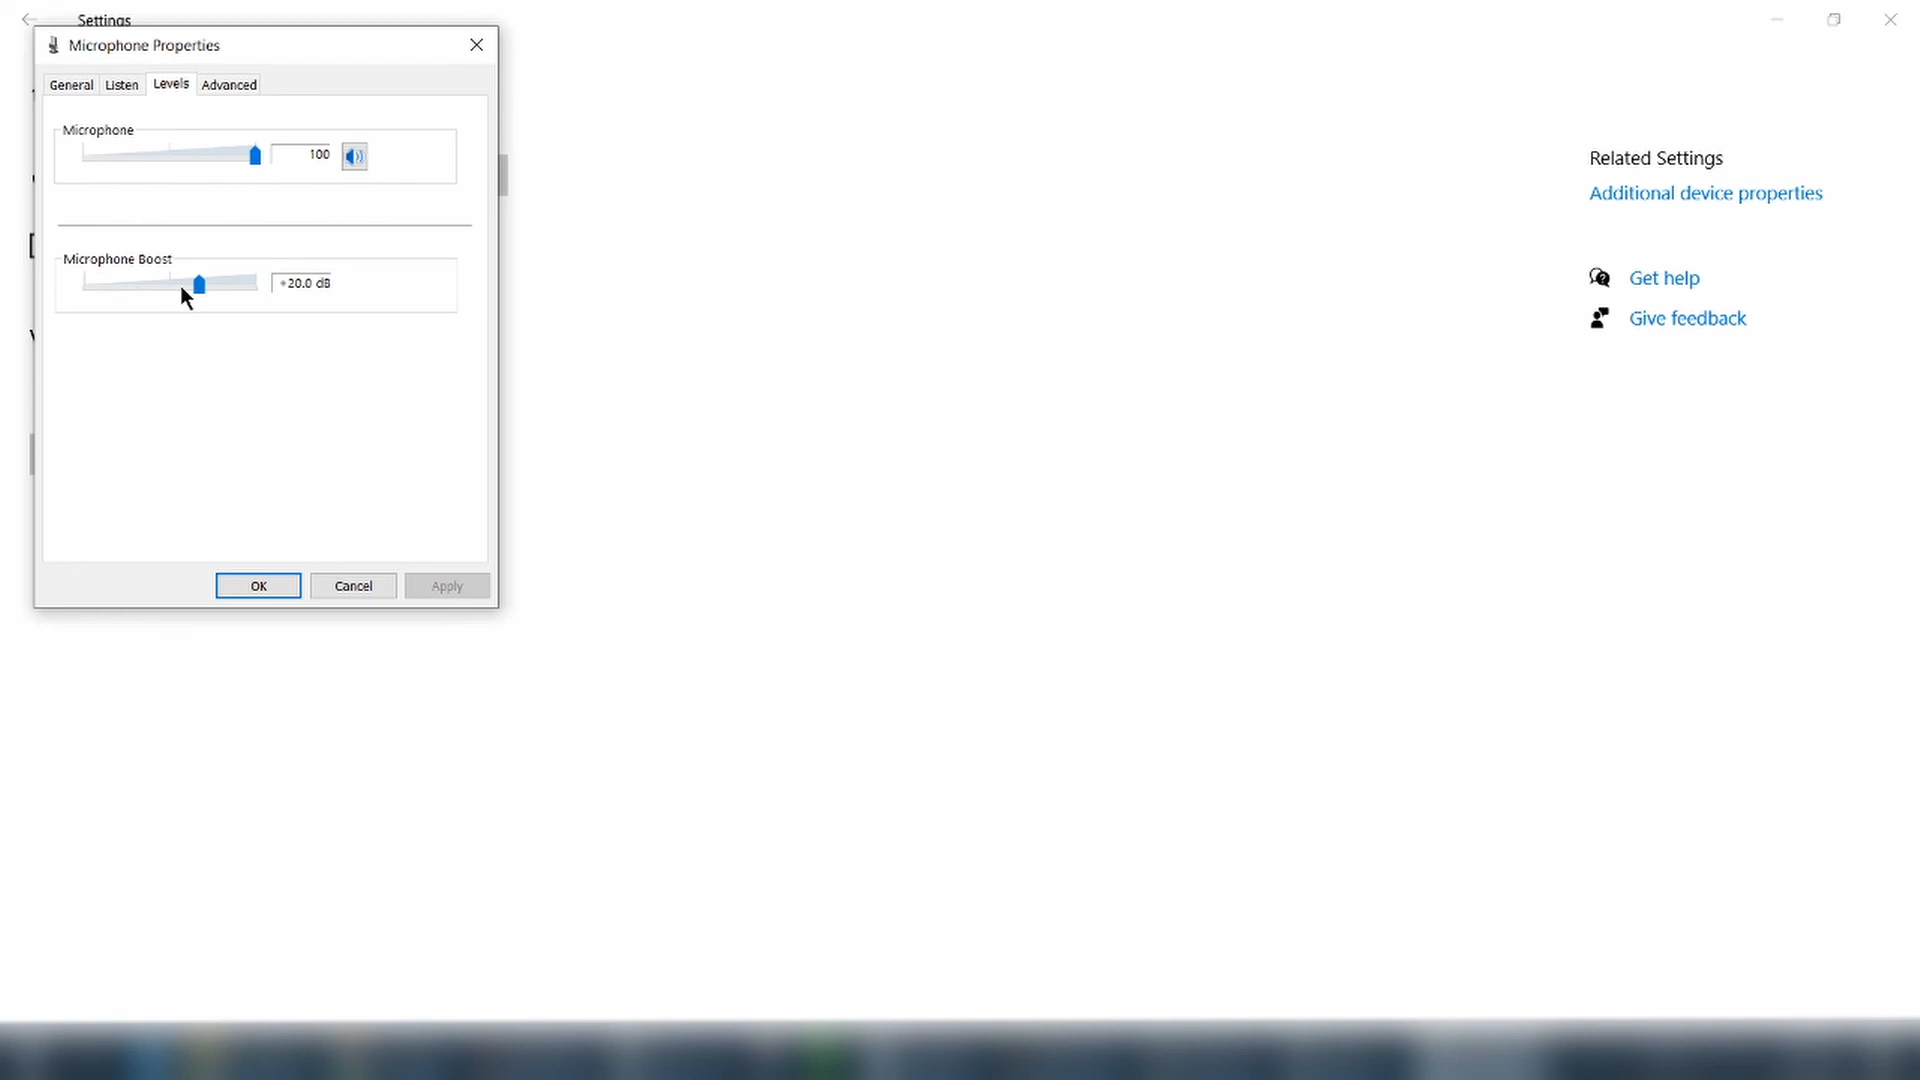 Settings
Microphone Properties
General Listen Levels Advanced
Microphone
100
Microphone Boost
+20.0 dB
OK Cancel Apply
Related Settings
Additional device properties
Get help
Give feedback